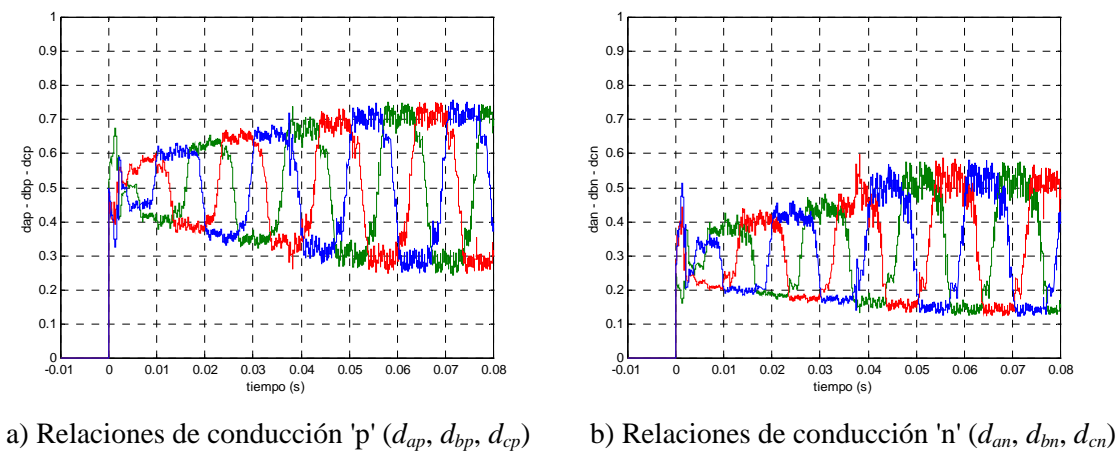 1
0.9
0.8
0.7
0.6
0.5
0.4
0.3
0.2
0.1
0
dap - dbp - dcp
-0.01 0 0.01 0.02 0.03 0.04 0.05 0.06 0.07 0.08
tiempo (s)
1
0.9
0.8
0.7
0.6
0.5
0.4
0.3
0.2
0.1
0
dan - dbn - dcn
-0.01 0 0.01 0.02 0.03 0.04 0.05 0.06 0.07 0.08
tiempo (s)
a) Relaciones de conducción 'p' (dap, dbp, dcp)
b) Relaciones de conducción 'n' (dan, dbn, dcn)